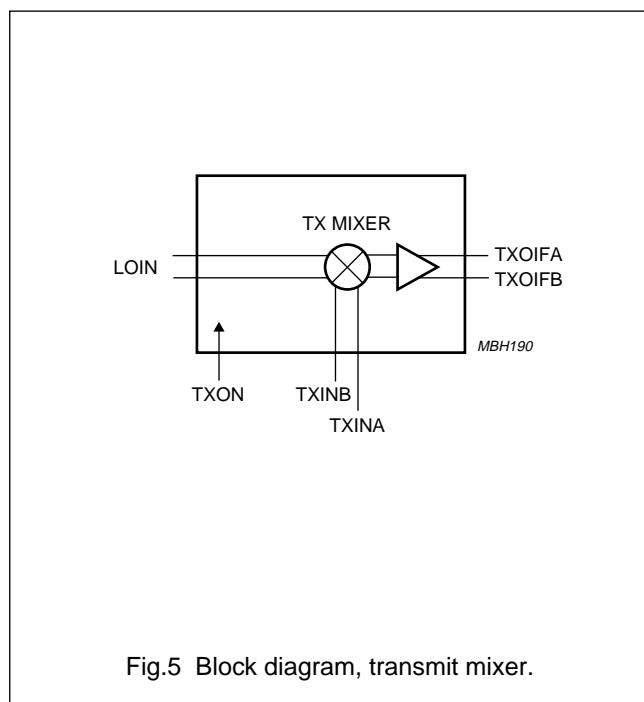 TX MIXER
LOIN
TXOIFA
TXOIFB
MBH190
TXON
TXINB
TXINA
Fig.5 Block diagram, transmit mixer.